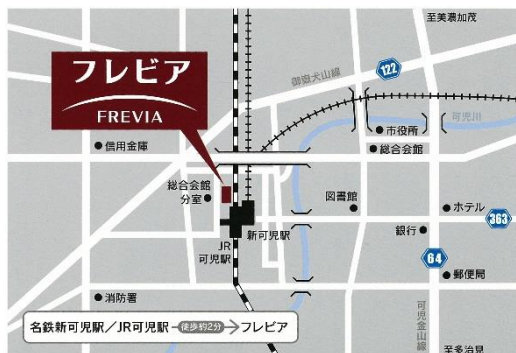 至美濃加茂
フレビア
FREVIA
御嵩犬山線
122
可児川
市役所
信用金庫
総合会館
総合会館
分室
図書館
ホテル
363
新可児駅
銀行
JR
可児駅
64
郵便局
消防署
可児金山線
名鉄新可児駅／JR可児駅 徒歩約2分 フレビア
至多治見